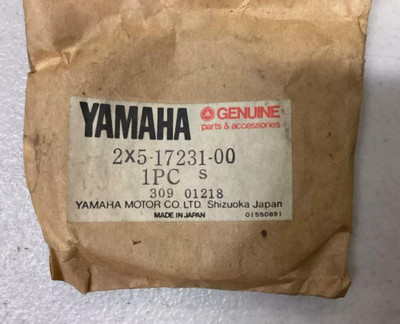 YAMAHA GENUINE
parts & accessories
2X5-17231-00
1PC S
309 01218
YAMAHA MOTOR CO. LTD. Shizuoka Japan
MADE IN JAPAN 01550891